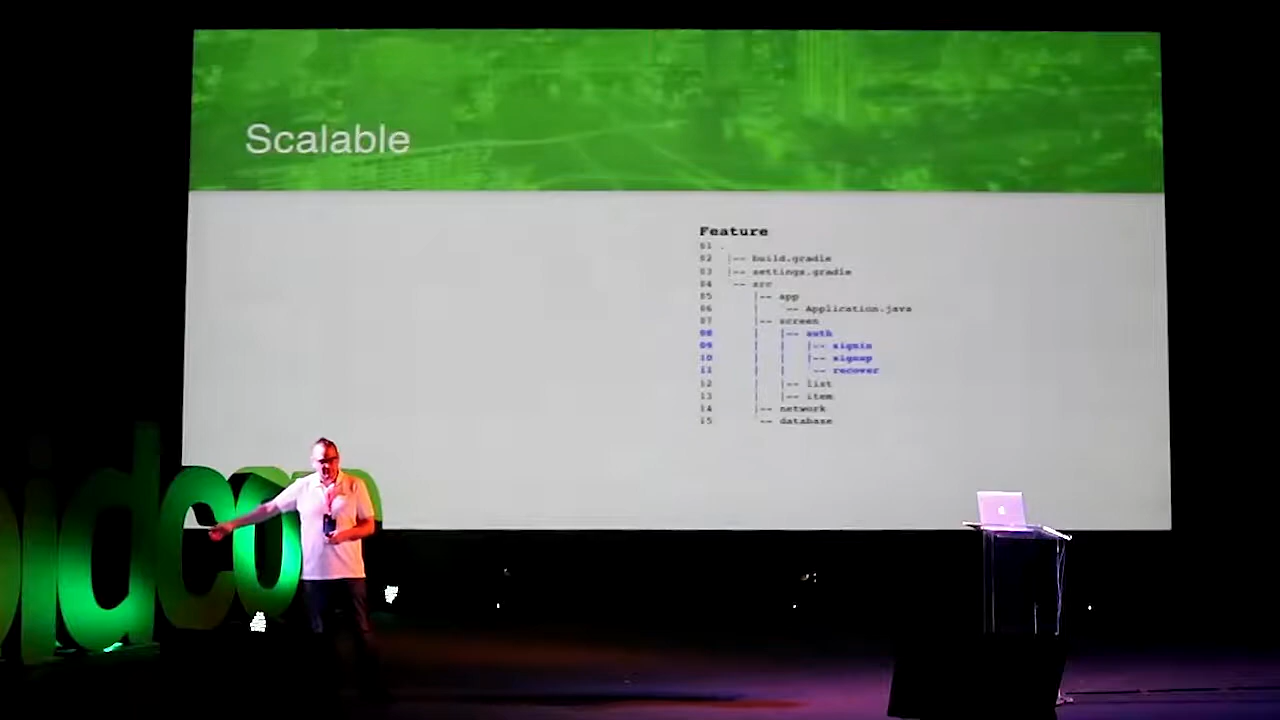 Scalable
Feature
01 .
02 |-- build.gradle
03 |-- settings.gradle
04 `-- src
05 |-- app
06 | `-- Application.java
07 |-- screen
08 | |-- auth
09 | | |-- signin
10 | | |-- signup
11 | | `-- recover
12 | |-- list
13 | |-- item
14 |-- network
15 `-- database
idcon